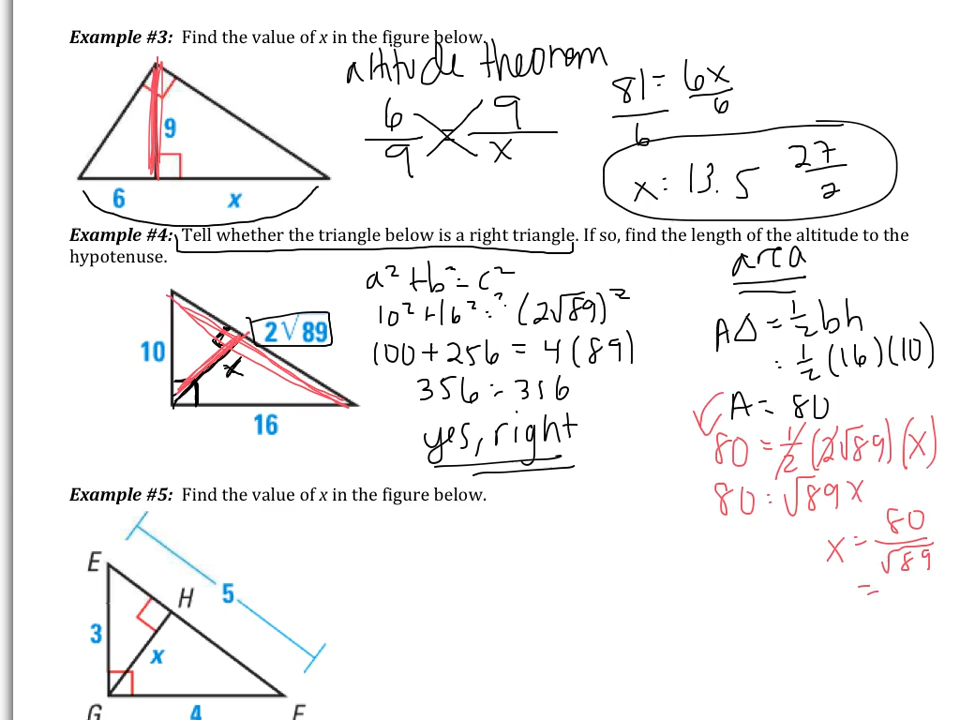 Example #3: Find the value of x in the figure below.
altitude theorem
6/9 = 9/x
81 = 6x
6 6
x = 13.5 27/2
9
6
x
Example #4: Tell whether the triangle below is a right triangle. If so, find the length of the altitude to the
hypotenuse.
area
a² + b² = c²
10² + 16² =? (2√89)²
100 + 256 = 4(89)
356 = 356
yes, right
10
2√89
x
16
A△ = 1/2 bh
= 1/2 (16)(10)
A = 80
80 = 1/2 (2√89)(x)
80 = √89 x
x = 80/√89
=
Example #5: Find the value of x in the figure below.
E
H
5
3
x
G
4
F